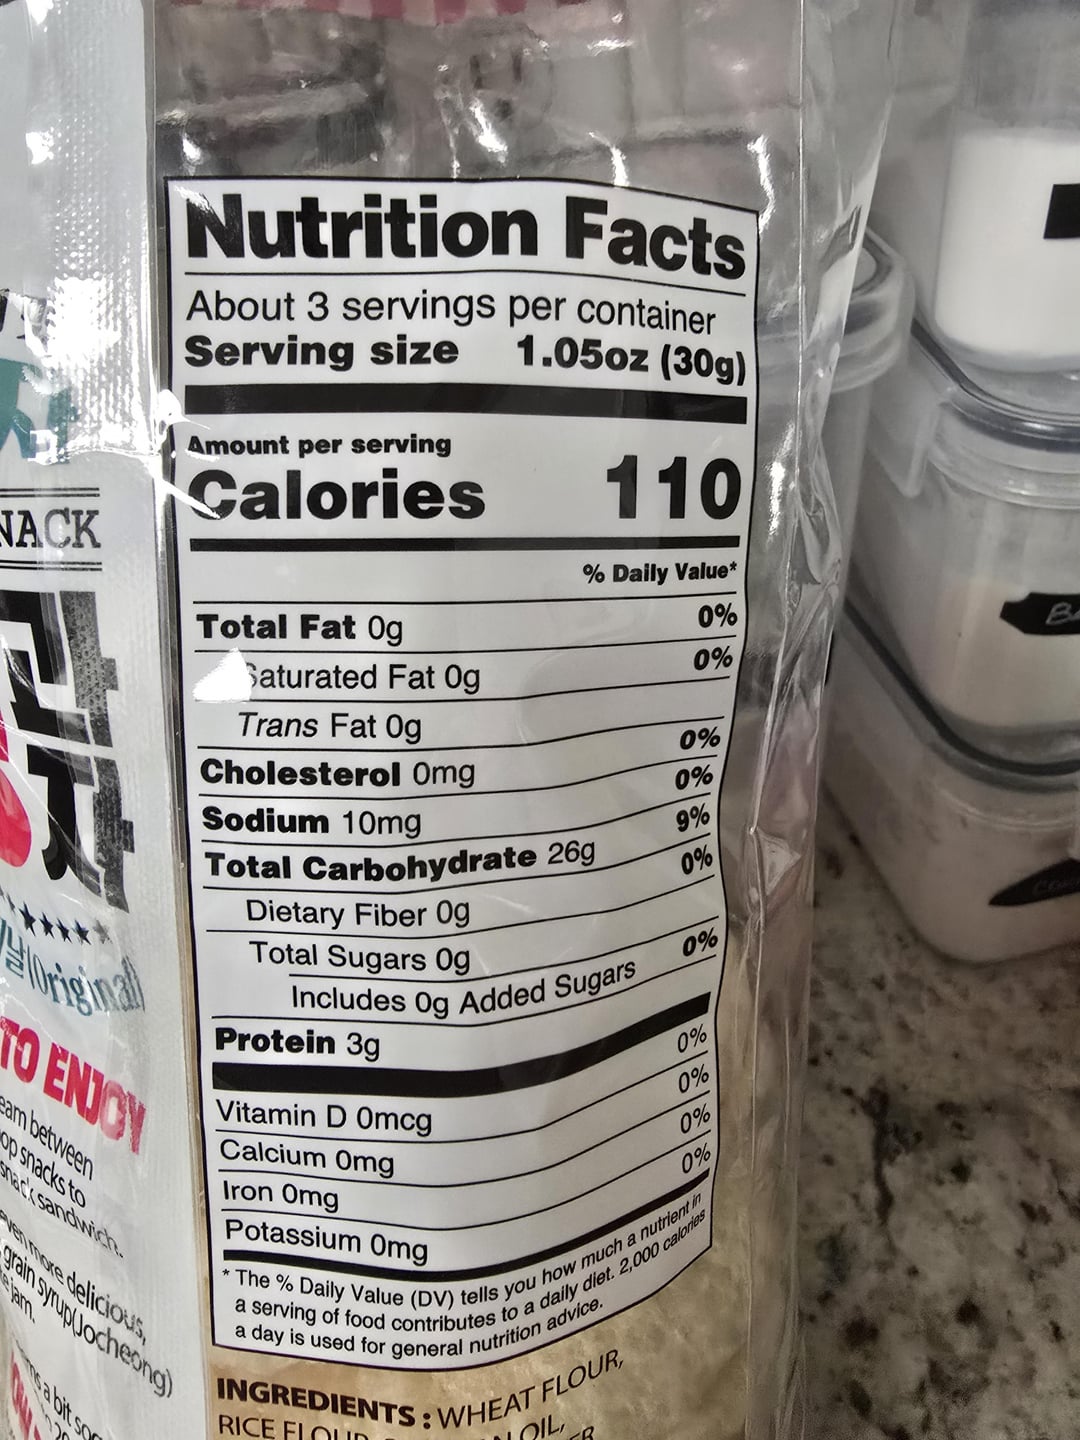 Nutrition Facts
About 3 servings per container
Serving size 1.05oz (30g)
Amount per serving
Calories 110
% Daily Value*
Total Fat 0g 0%
Saturated Fat 0g 0%
Trans Fat 0g
Cholesterol 0mg 0%
Sodium 10mg 0%
Total Carbohydrate 26g 9%
Dietary Fiber 0g 0%
Total Sugars 0g
Includes 0g Added Sugars 0%
Protein 3g
Vitamin D 0mcg 0%
Calcium 0mg 0%
Iron 0mg 0%
Potassium 0mg 0%
* The % Daily Value (DV) tells you how much a nutrient in
a serving of food contributes to a daily diet. 2,000 calories
a day is used for general nutrition advice.
INGREDIENTS : WHEAT FLOUR,
RICE FLOUR OIL,
NACK
(Original)
TO ENJOY
between
snacks to
snack sandwich.
even more delicious,
grain syrup(Jocheong)
jam.
a bit